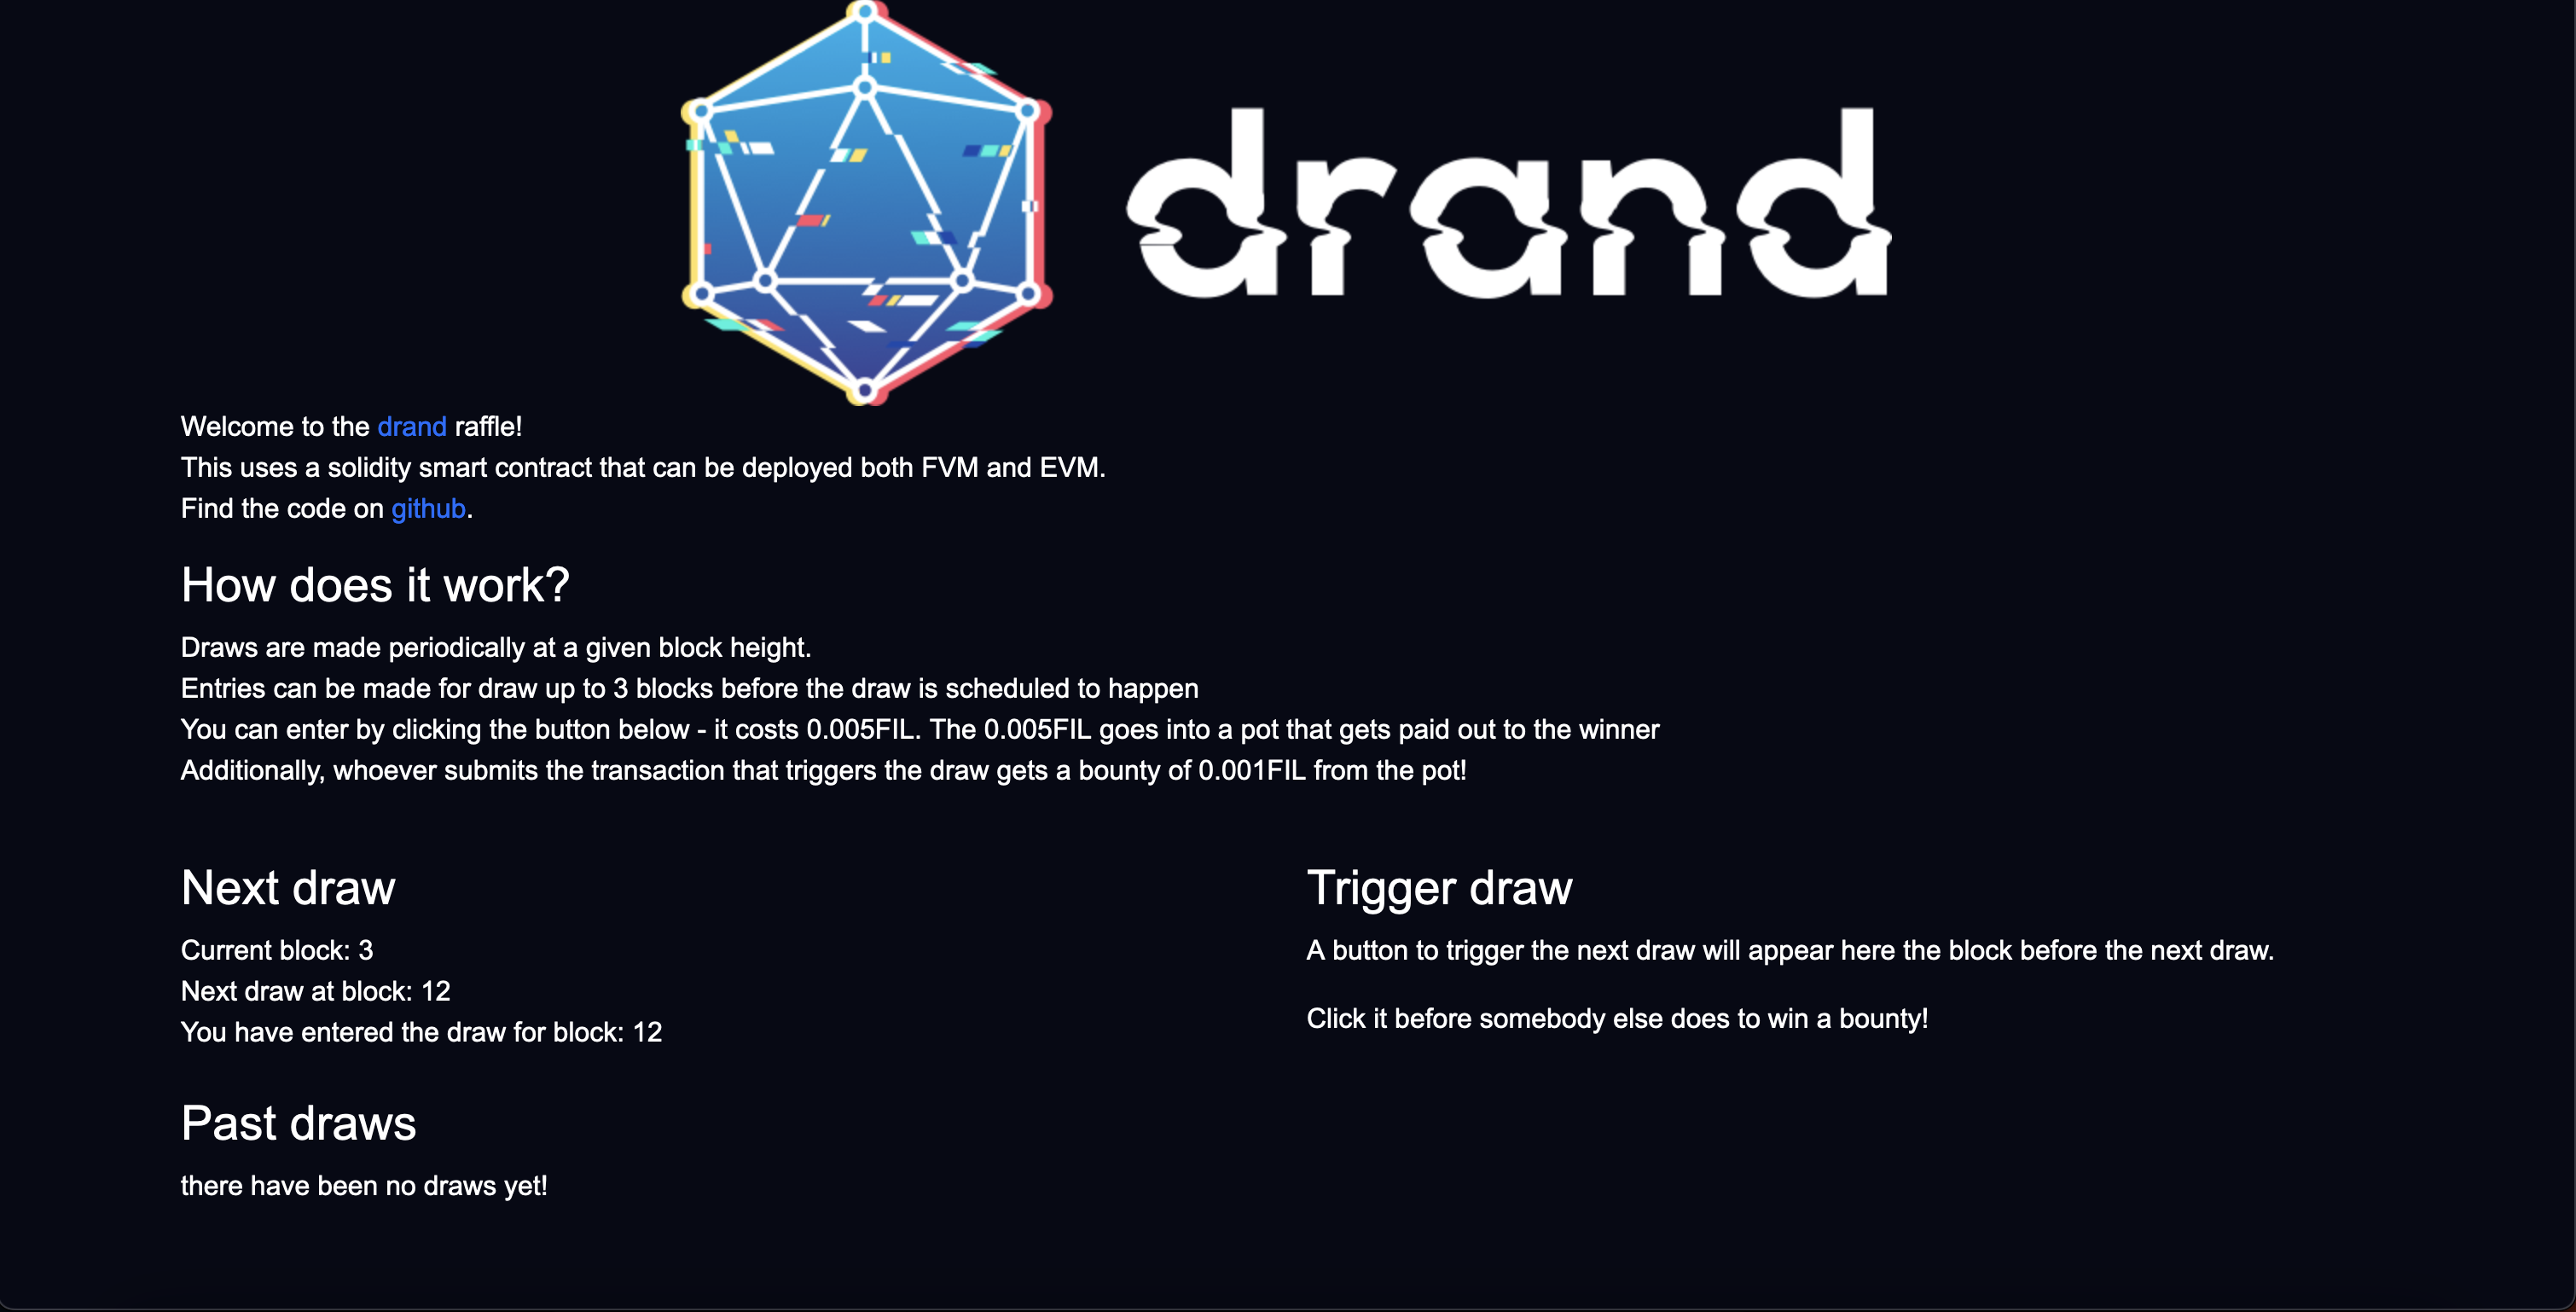 drand
Welcome to the drand raffle!
This uses a solidity smart contract that can be deployed both FVM and EVM.
Find the code on github.
How does it work?
Draws are made periodically at a given block height.
Entries can be made for draw up to 3 blocks before the draw is scheduled to happen
You can enter by clicking the button below - it costs 0.005FIL. The 0.005FIL goes into a pot that gets paid out to the winner
Additionally, whoever submits the transaction that triggers the draw gets a bounty of 0.001FIL from the pot!
Next draw
Current block: 3
Next draw at block: 12
You have entered the draw for block: 12
Trigger draw
A button to trigger the next draw will appear here the block before the next draw.
Click it before somebody else does to win a bounty!
Past draws
there have been no draws yet!